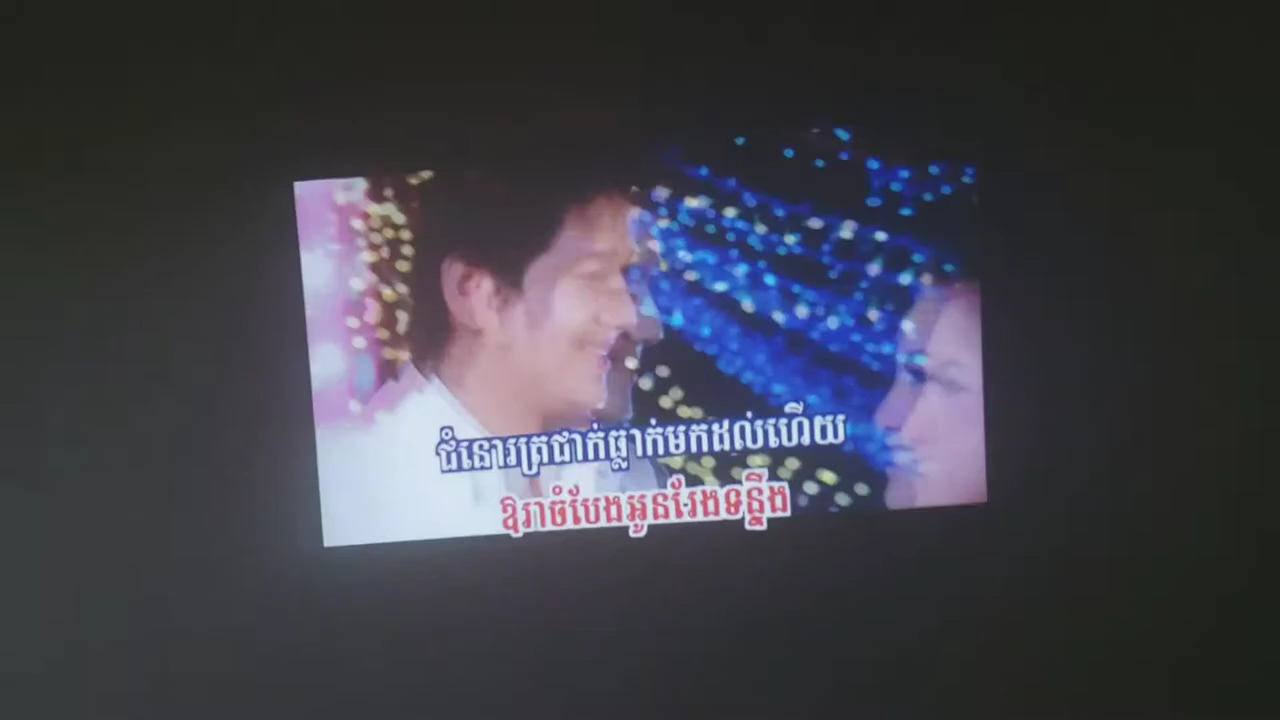 ជំនោរត្រជាក់ធ្លាក់មកដល់ហើយ
ឱរាចំបែងអូនរែងទន្ទឹង